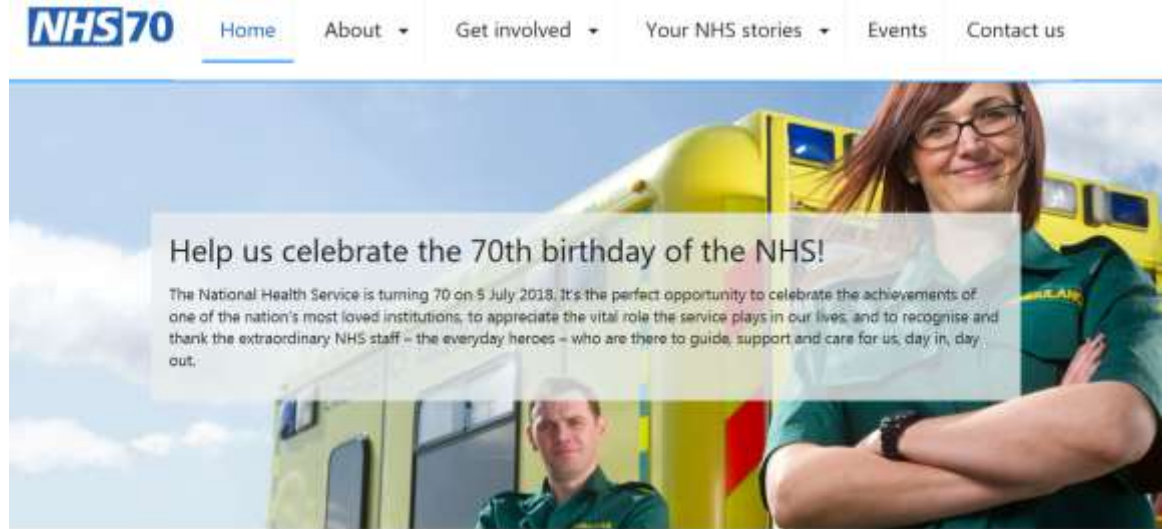 NHS 70 Home About Get involved Your NHS stories Events Contact us
Help us celebrate the 70th birthday of the NHS!
The National Health Service is turning 70 on 5 July 2018. It's the perfect opportunity to celebrate the achievements of
one of the nation's most loved institutions, to appreciate the vital role the service plays in our lives, and to recognise and
thank the extraordinary NHS staff – the everyday heroes – who are there to guide, support and care for us, day in, day
out.